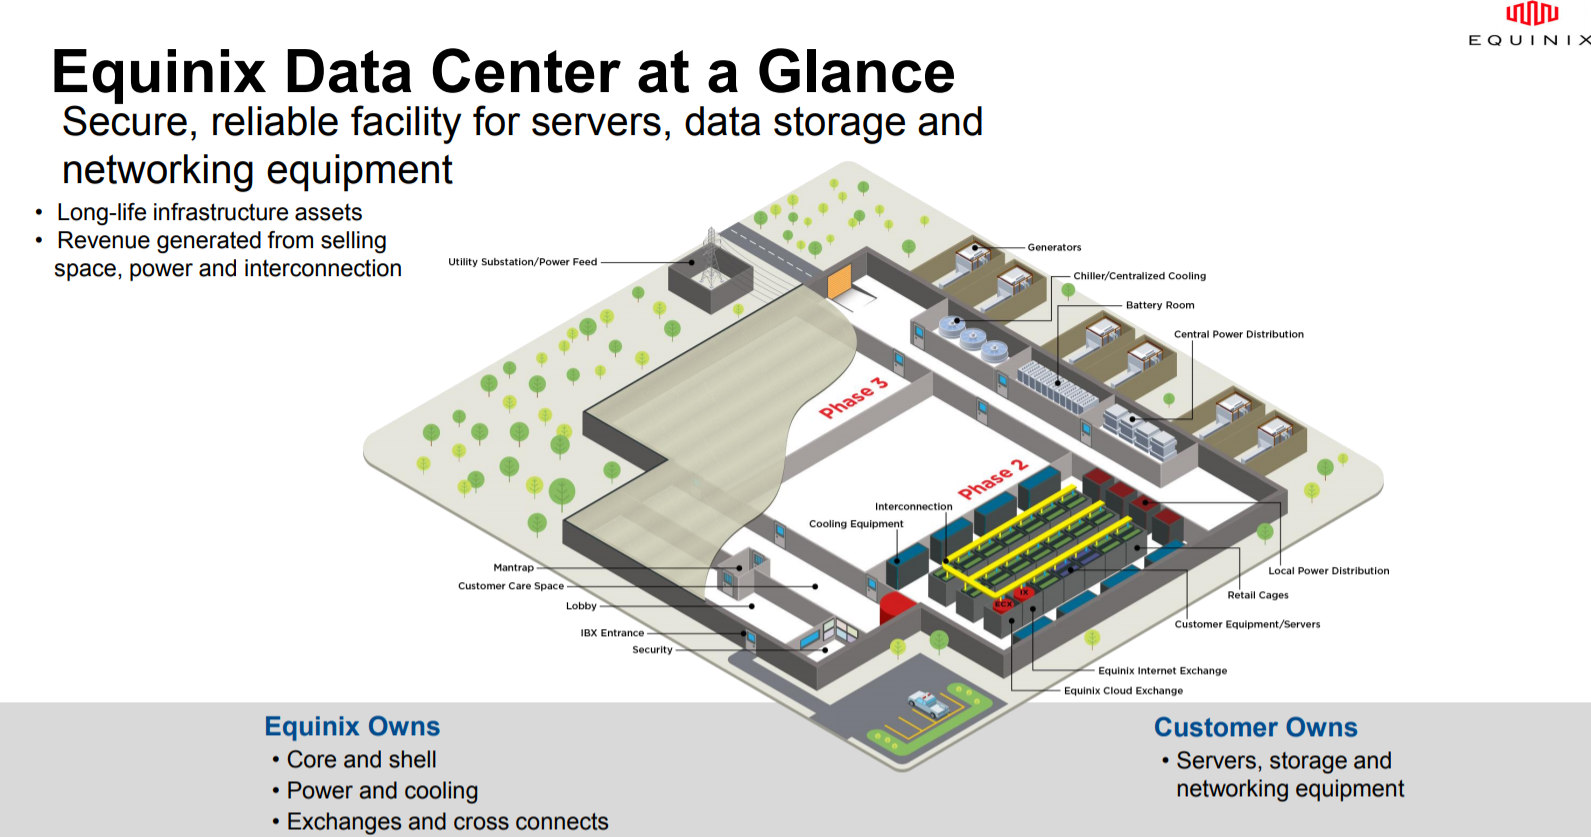 EQUINIX
Equinix Data Center at a Glance
Secure, reliable facility for servers, data storage and
networking equipment
• Long-life infrastructure assets
• Revenue generated from selling
space, power and interconnection
Utility Substation/Power Feed
Generators
Chiller/Centralized Cooling
Battery Room
Central Power Distribution
Phase 3
Phase 2
Interconnection
Cooling Equipment
Mantrap
Customer Care Space
Lobby
IBX Entrance
Security
ECX
IX
Local Power Distribution
Retail Cages
Customer Equipment/Servers
Equinix Internet Exchange
Equinix Cloud Exchange
Equinix Owns
• Core and shell
• Power and cooling
• Exchanges and cross connects
Customer Owns
• Servers, storage and
networking equipment